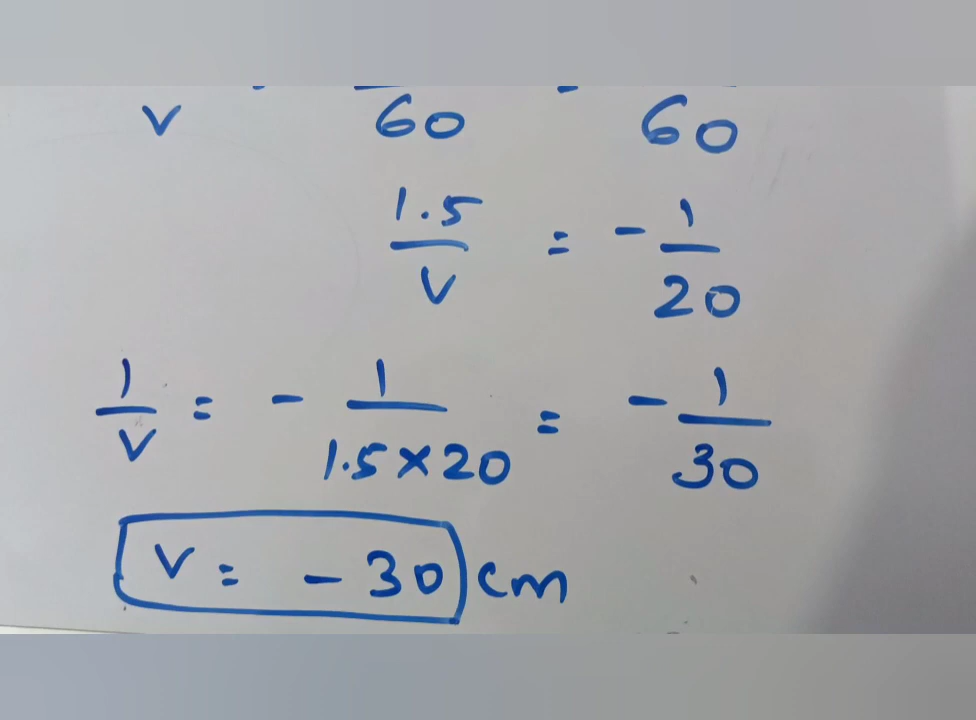 v 60 60
1.5/v = - 1/20
1/v = - 1/1.5×20 = - 1/30
v = - 30 cm